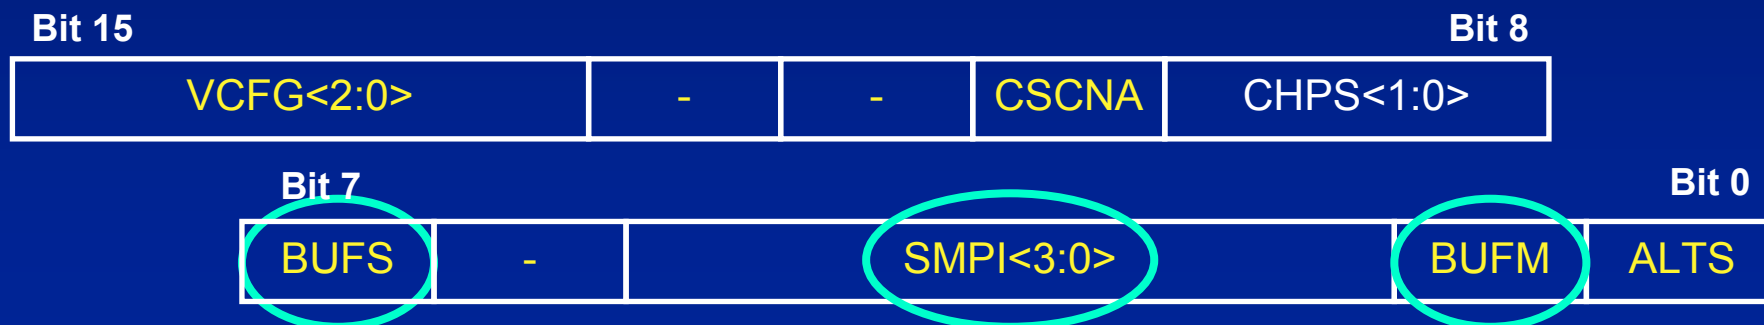 Bit 15 Bit 8
VCFG<2:0> - - CSCNA CHPS<1:0>
Bit 7 Bit 0
BUFS - SMPI<3:0> BUFM ALTS